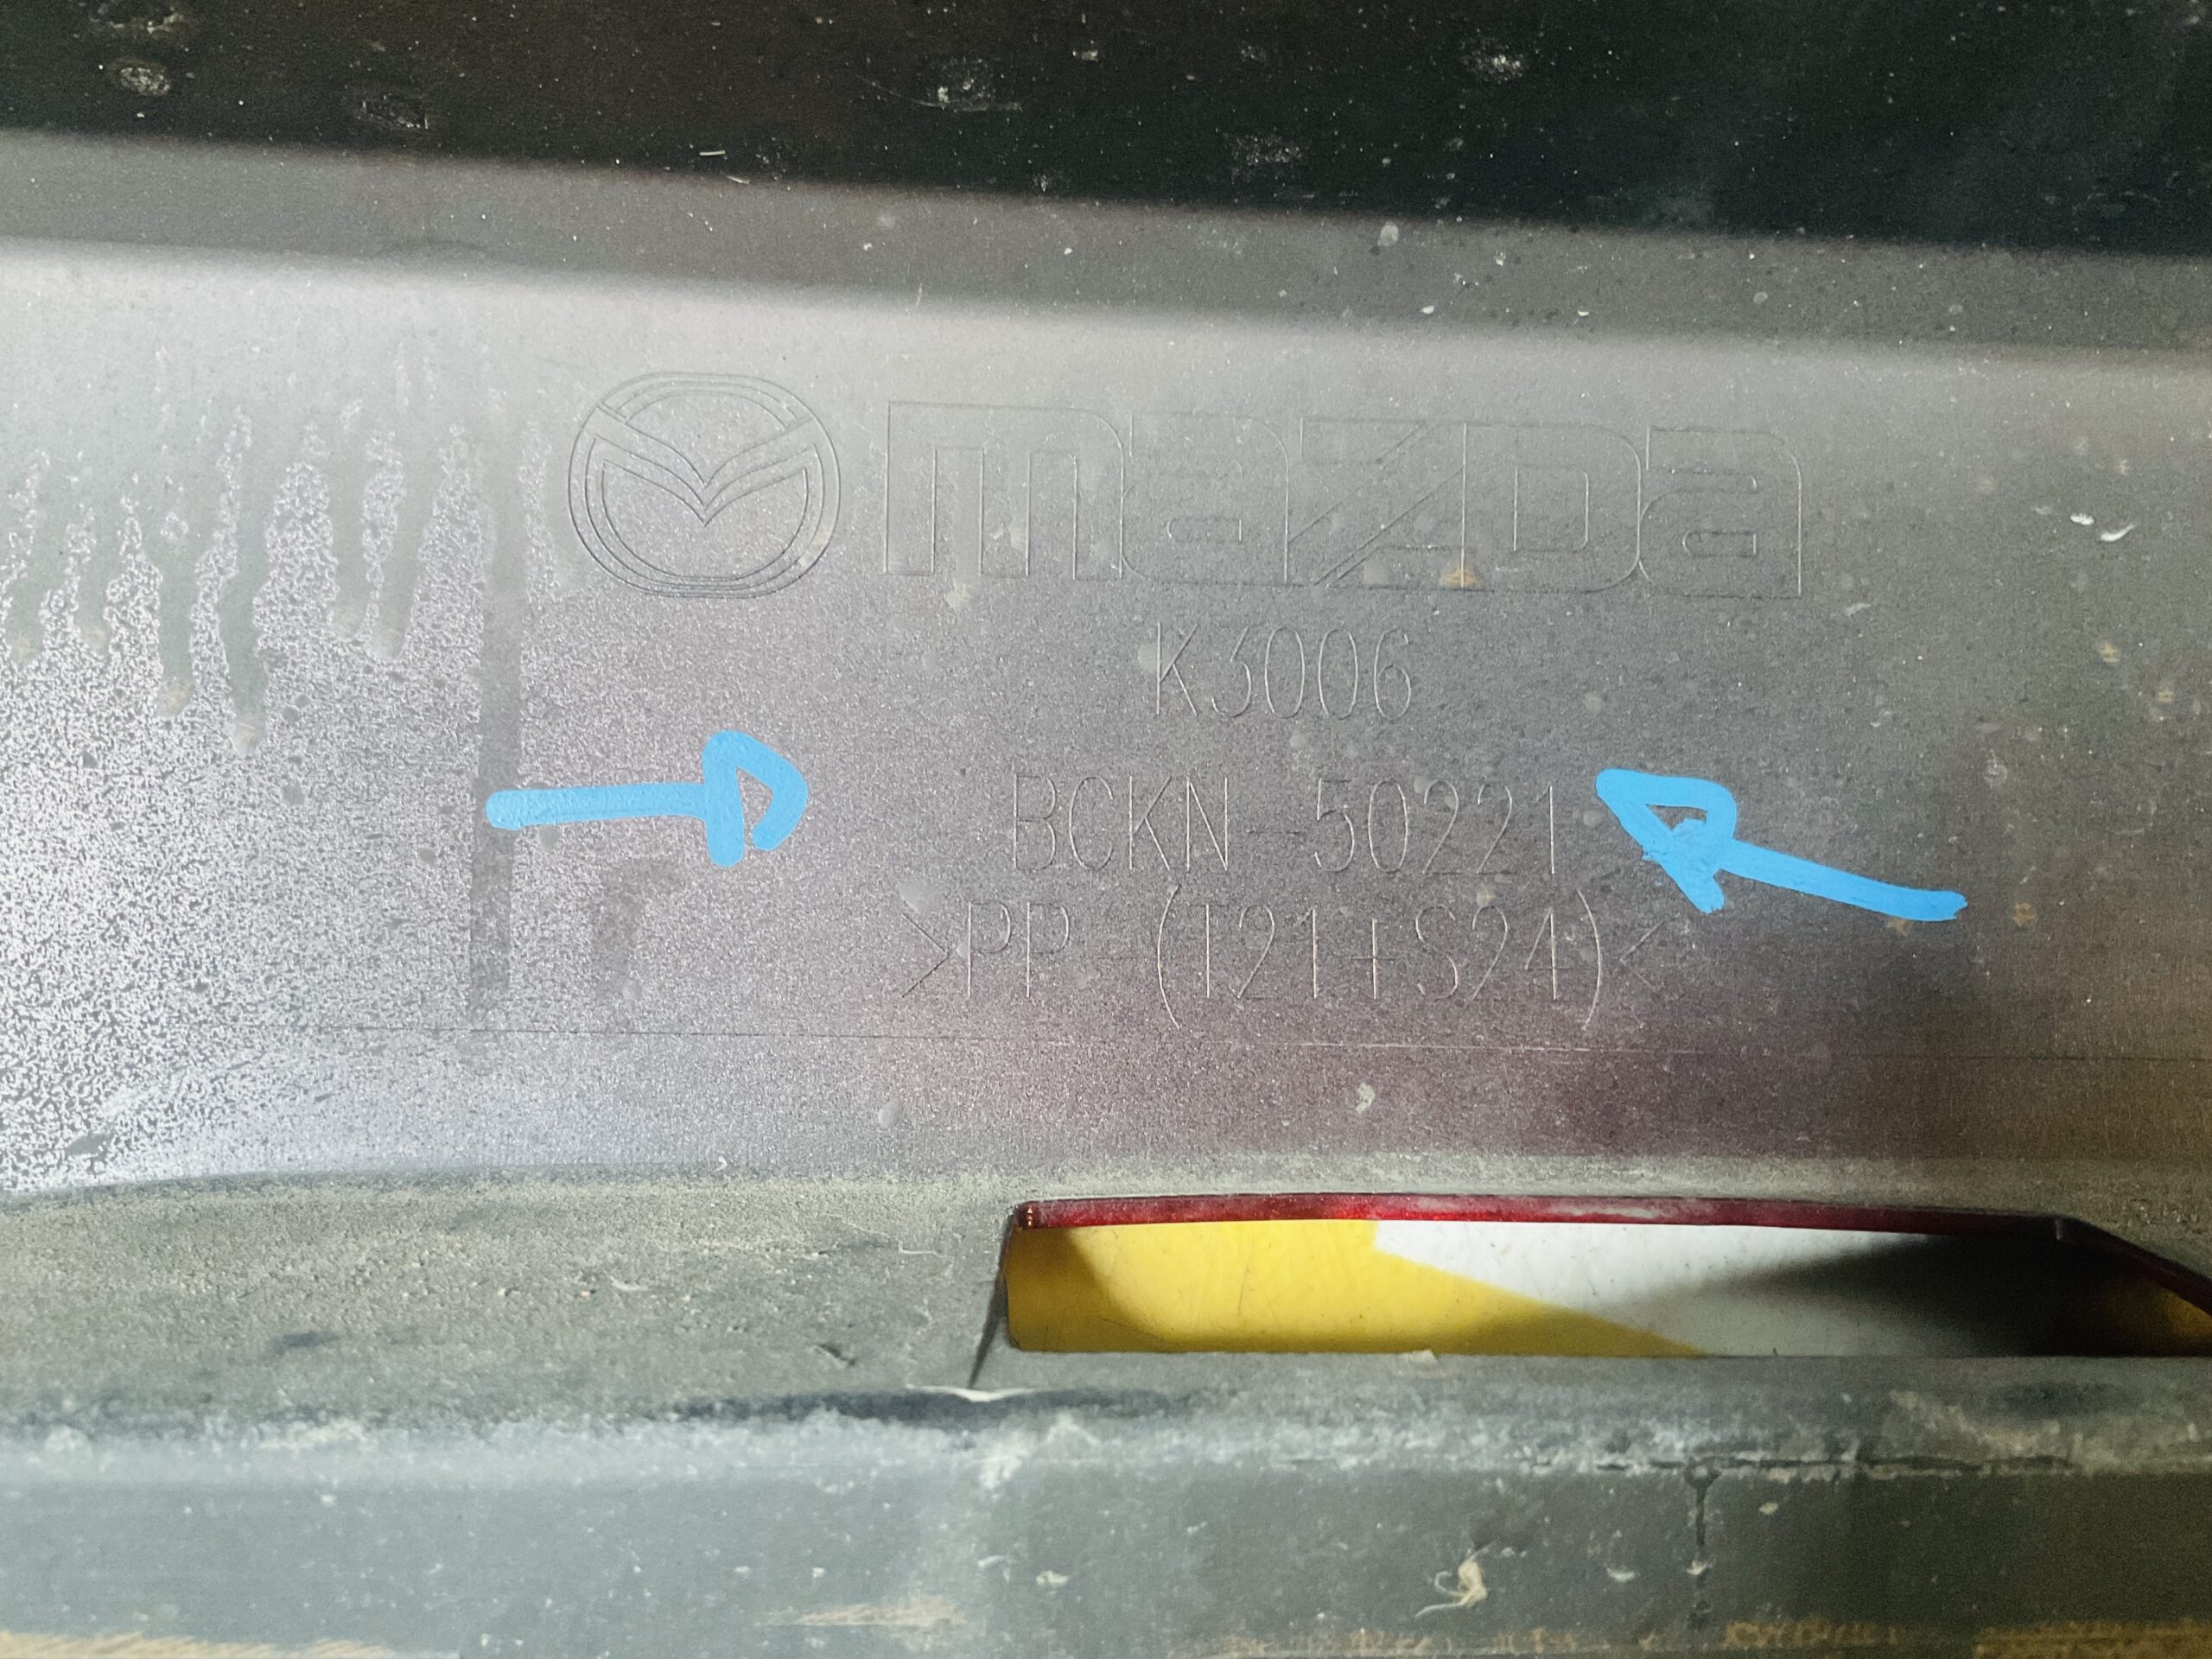 mazda
K3006
BCKN-50221
>PP-(T21+S24)<